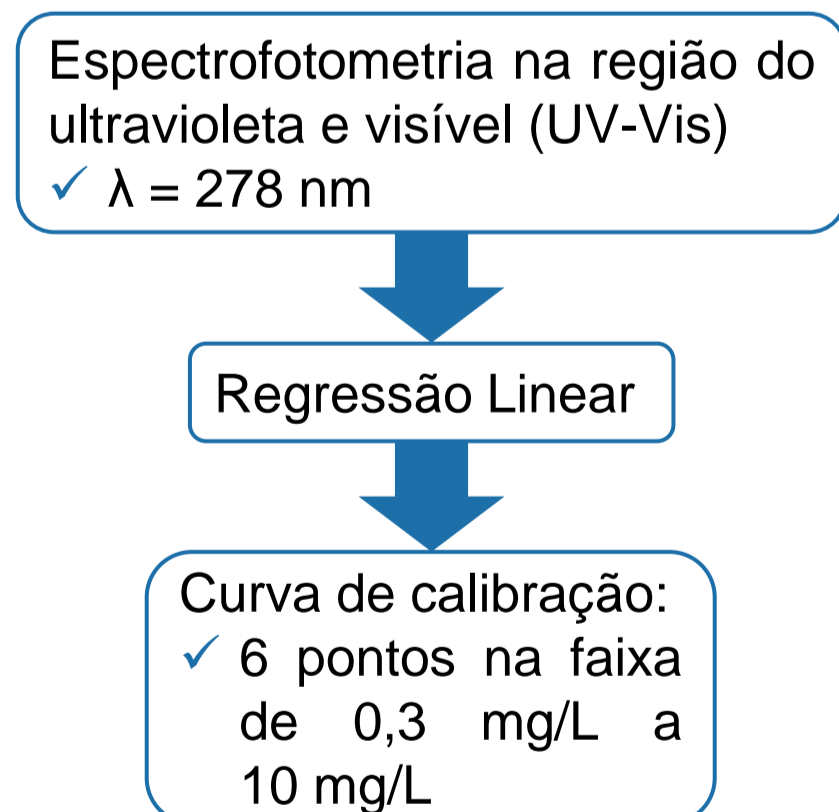 Espectrofotometria na região do
ultravioleta e visível (UV-Vis)
✓ λ = 278 nm
Regressão Linear
Curva de calibração:
✓ 6 pontos na faixa
de 0,3 mg/L a
10 mg/L